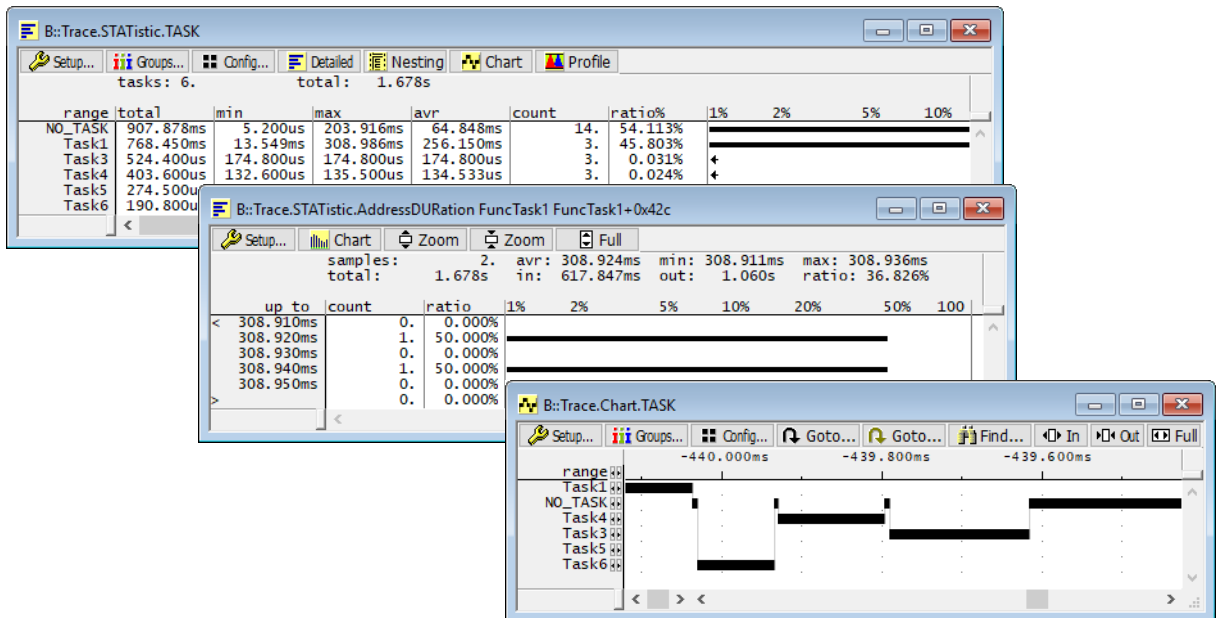 B::Trace.STATistic.TASK
Setup... Groups... Config... Detailed Nesting Chart Profile
tasks: 6. total: 1.678s
range total min max avr count ratio% 1% 2% 5% 10%
NO_TASK 907.878ms 5.200us 203.916ms 64.848ms 14. 54.113%
Task1 768.450ms 13.549ms 308.986ms 256.150ms 3. 45.803%
Task3 524.400us 174.800us 174.800us 174.800us 3. 0.031%
Task4 403.600us 132.600us 135.500us 134.533us 3. 0.024%
Task5 274.500u
Task6 190.800u
B::Trace.STATistic.AddressDURation FuncTask1 FuncTask1+0x42c
Setup... Chart Zoom Zoom Full
samples: 2. avr: 308.924ms min: 308.911ms max: 308.936ms
total: 1.678s in: 617.847ms out: 1.060s ratio: 36.826%
up to count ratio 1% 2% 5% 10% 20% 50% 100
< 308.910ms 0. 0.000%
308.920ms 1. 50.000%
308.930ms 0. 0.000%
308.940ms 1. 50.000%
308.950ms 0. 0.000%
> 0. 0.000%
B::Trace.Chart.TASK
Setup... Groups... Config... Goto... Goto... Find... In Out Full
-440.000ms -439.800ms -439.600ms
range
Task1
NO_TASK
Task4
Task3
Task5
Task6